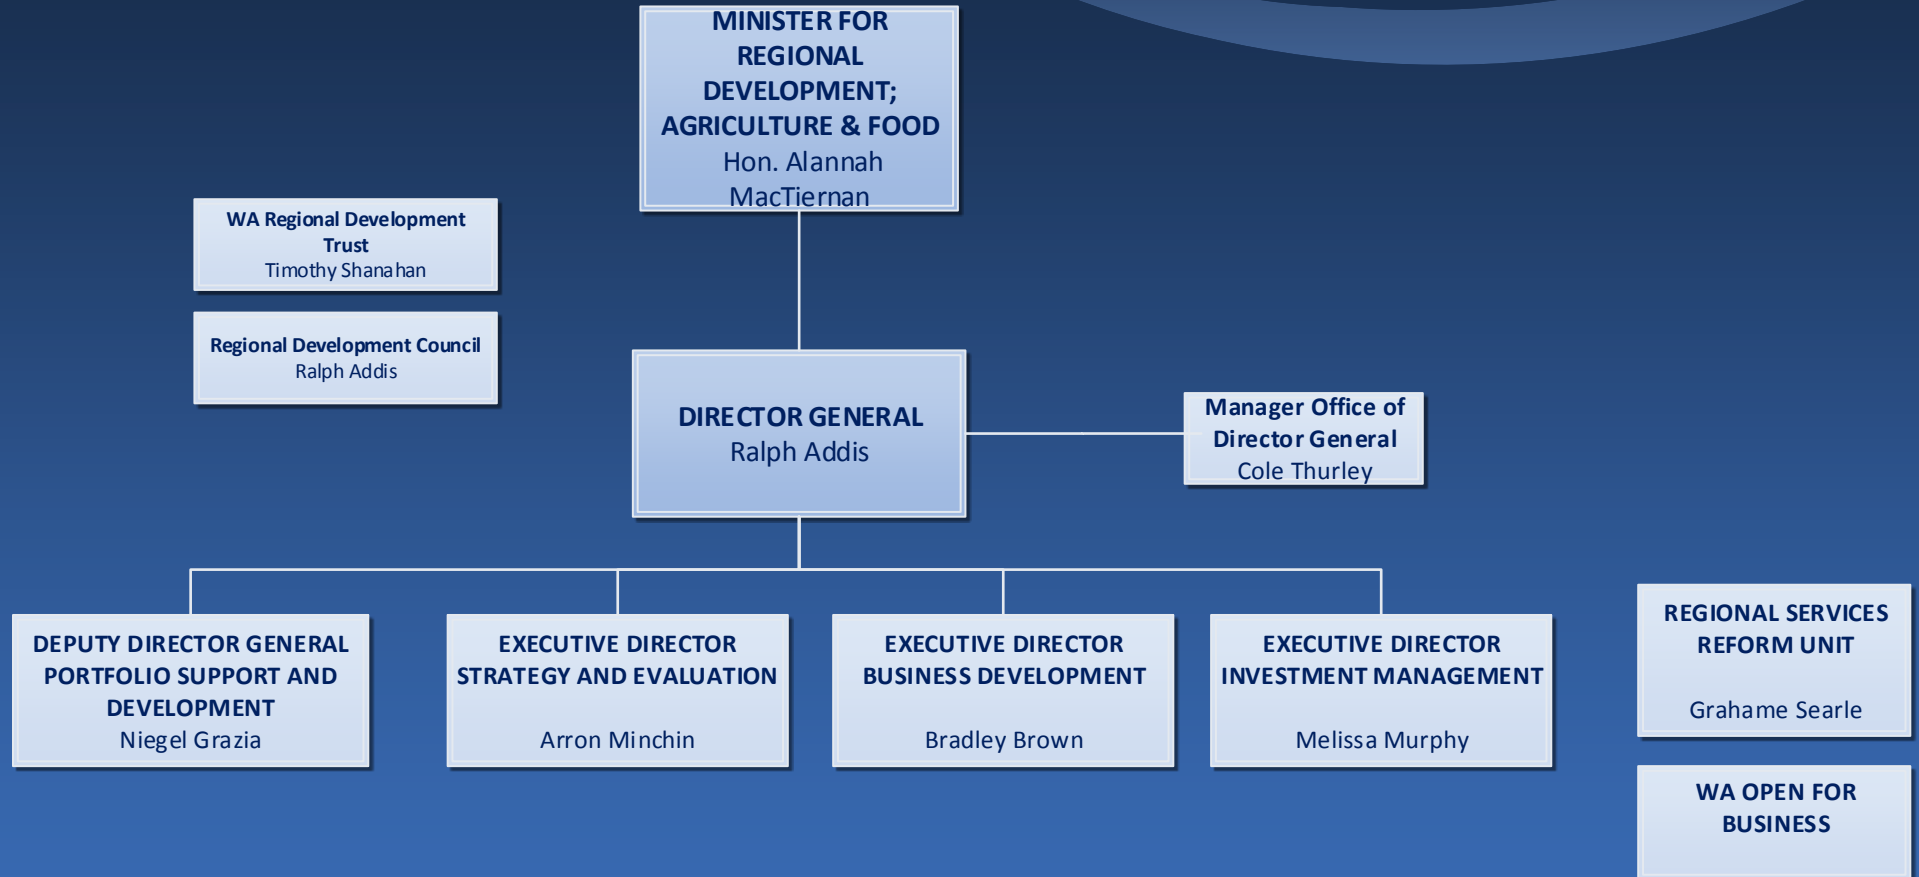 MINISTER FOR
REGIONAL
DEVELOPMENT;
AGRICULTURE & FOOD
Hon. Alannah
MacTiernan
WA Regional Development
Trust
Timothy Shanahan
Regional Development Council
Ralph Addis
DIRECTOR GENERAL
Ralph Addis
Manager Office of
Director General
Cole Thurley
DEPUTY DIRECTOR GENERAL
PORTFOLIO SUPPORT AND
DEVELOPMENT
Niegel Grazia
EXECUTIVE DIRECTOR
STRATEGY AND EVALUATION
Arron Minchin
EXECUTIVE DIRECTOR
BUSINESS DEVELOPMENT
Bradley Brown
EXECUTIVE DIRECTOR
INVESTMENT MANAGEMENT
Melissa Murphy
REGIONAL SERVICES
REFORM UNIT
Grahame Searle
WA OPEN FOR
BUSINESS